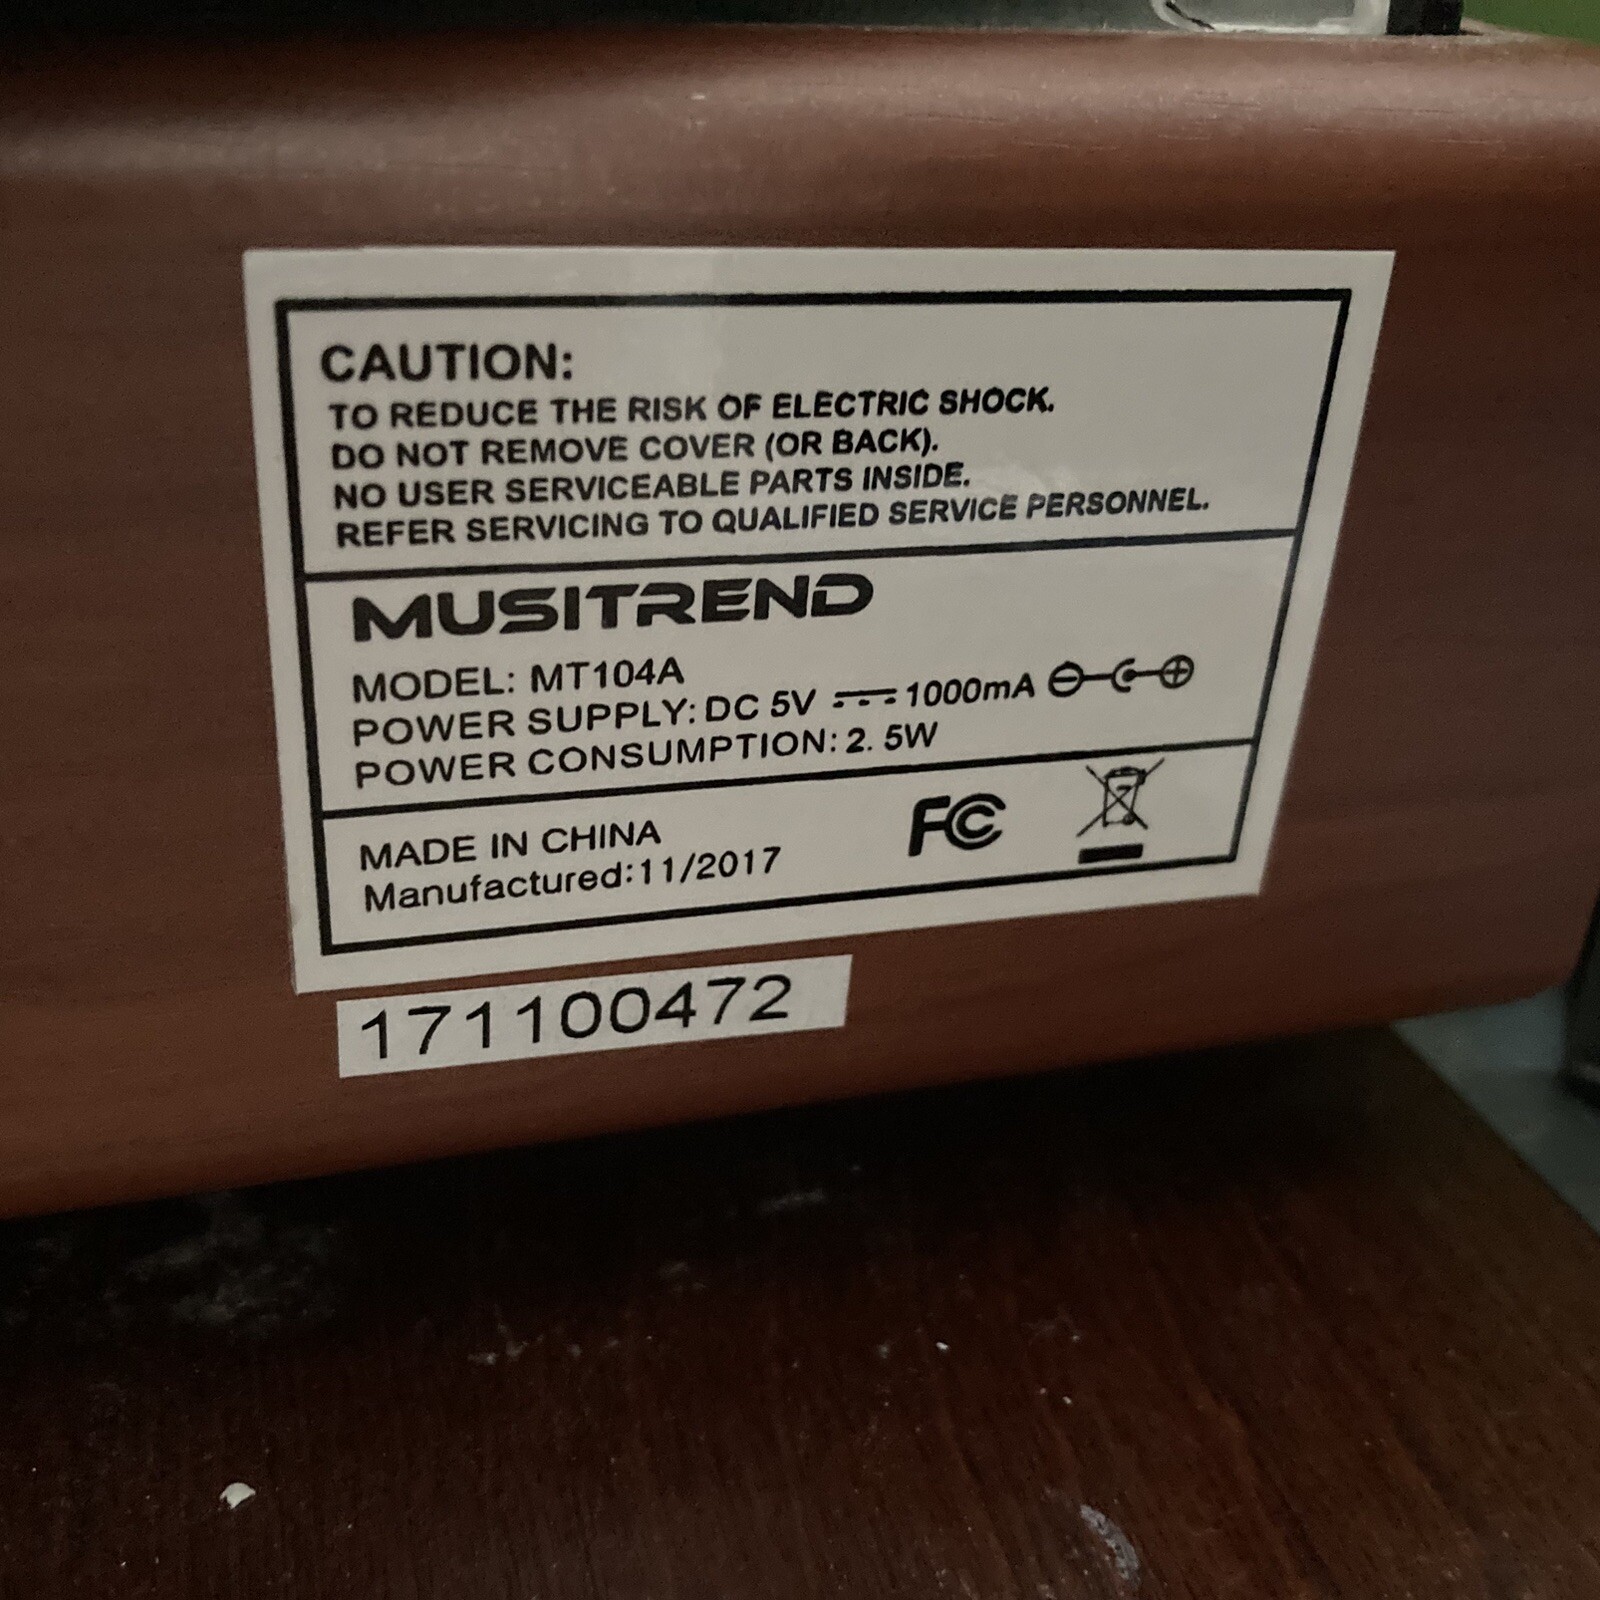 CAUTION:
TO REDUCE THE RISK OF ELECTRIC SHOCK.
DO NOT REMOVE COVER (OR BACK).
NO USER SERVICEABLE PARTS INSIDE.
REFER SERVICING TO QUALIFIED SERVICE PERSONNEL.
MUSITREND
MODEL: MT104A
POWER SUPPLY: DC 5V ⎓ 1000mA
POWER CONSUMPTION: 2. 5W
MADE IN CHINA
Manufactured:11/2017
FC
171100472